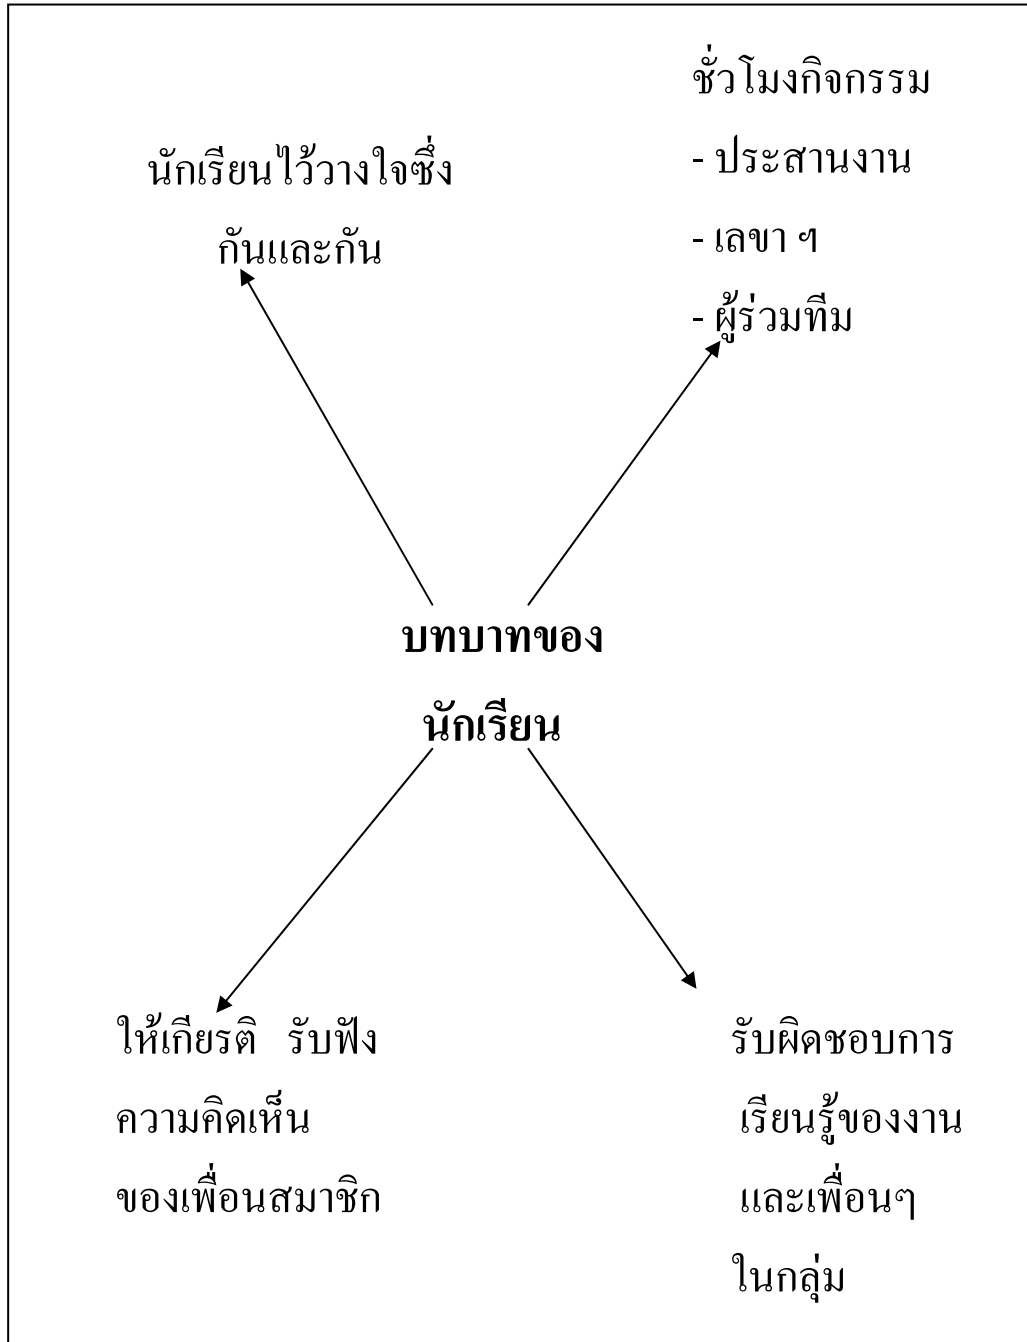 นักเรียนไว้วางใจซึ่ง
กันและกัน
ชั่วโมงกิจกรรม
- ประสานงาน
- เลขา ฯ
- ผู้ร่วมทีม
บทบาทของ
นักเรียน
ให้เกียรติ รับฟัง
ความคิดเห็น
ของเพื่อนสมาชิก
รับผิดชอบการ
เรียนรู้ของงาน
และเพื่อนๆ
ในกลุ่ม